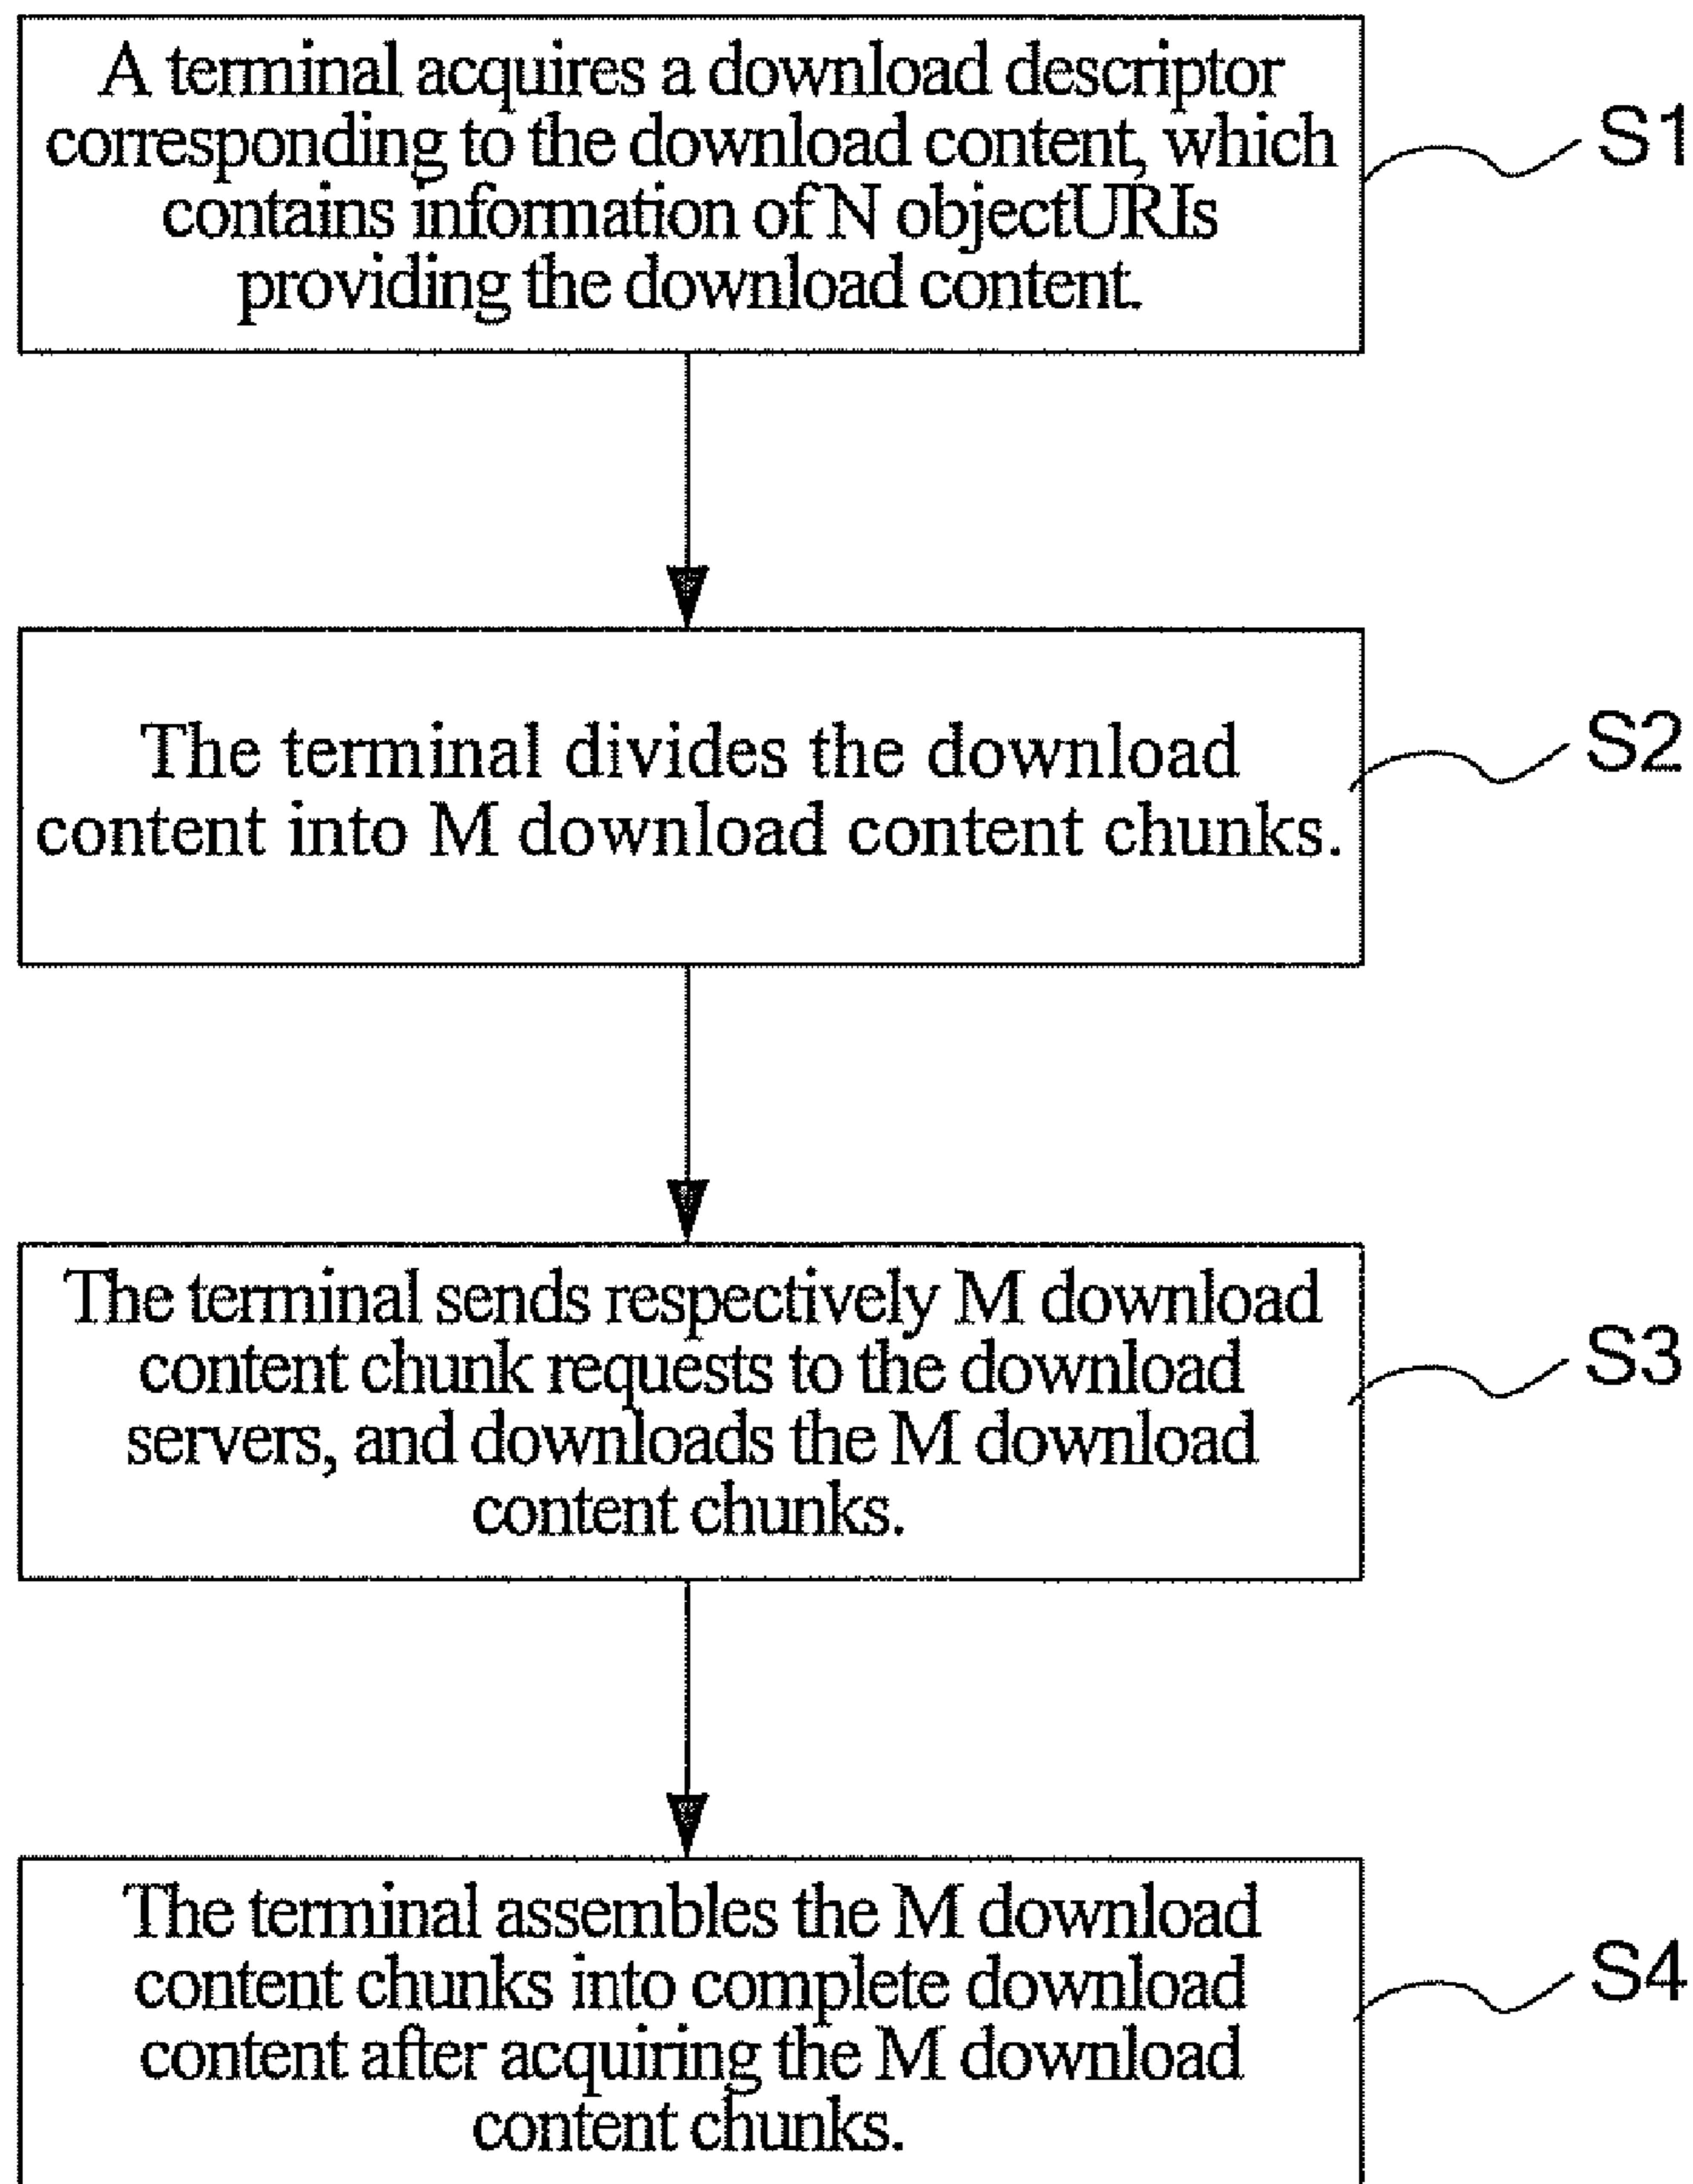 A terminal acquires a download descriptor
corresponding to the download content, which
contains information of N objectURIs
providing the download content.
S1
The terminal divides the download
content into M download content chunks.
S2
The terminal sends respectively M download
content chunk requests to the download
servers, and downloads the M download
content chunks.
S3
The terminal assembles the M download
content chunks into complete download
content after acquiring the M download
content chunks.
S4